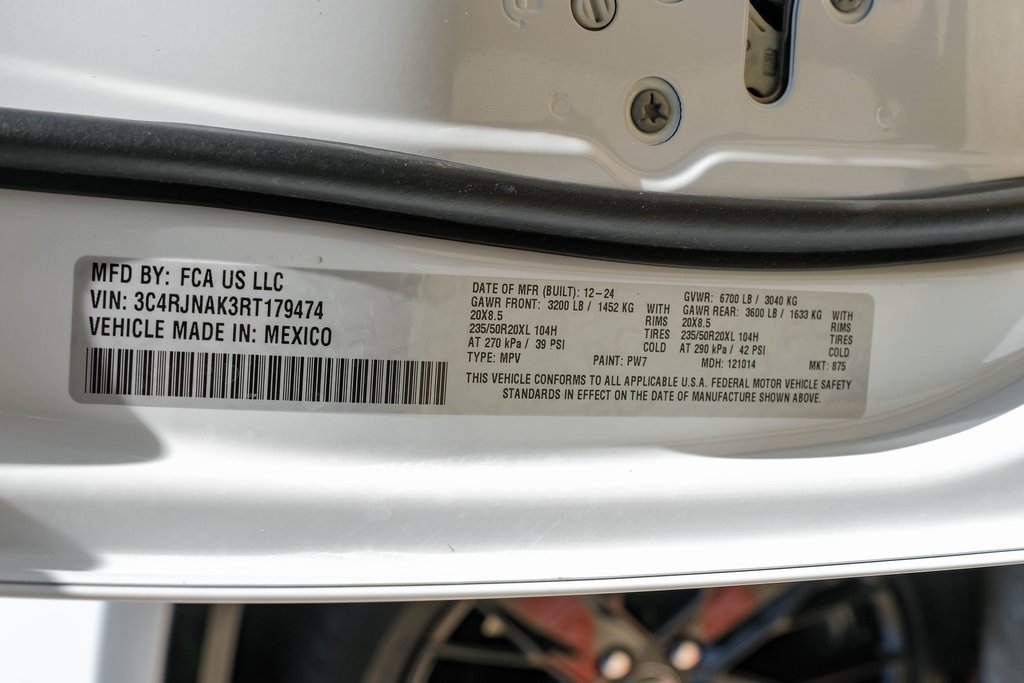 MFD BY: FCA US LLC
VIN: 3C4RJNAK3RT179474
VEHICLE MADE IN: MEXICO
DATE OF MFR (BUILT): 12-24 GVWR: 6700 LB / 3040 KG
GAWR FRONT: 3200 LB / 1452 KG WITH GAWR REAR: 3600 LB / 1633 KG WITH
20X8.5 RIMS 20X8.5 RIMS
235/50R20XL 104H TIRES 235/50R20XL 104H TIRES
AT 270 kPa / 39 PSI COLD AT 290 kPa / 42 PSI COLD
TYPE: MPV PAINT: PW7 MDH: 121014 MKT: 875
THIS VEHICLE CONFORMS TO ALL APPLICABLE U.S.A. FEDERAL MOTOR VEHICLE SAFETY
STANDARDS IN EFFECT ON THE DATE OF MANUFACTURE SHOWN ABOVE.